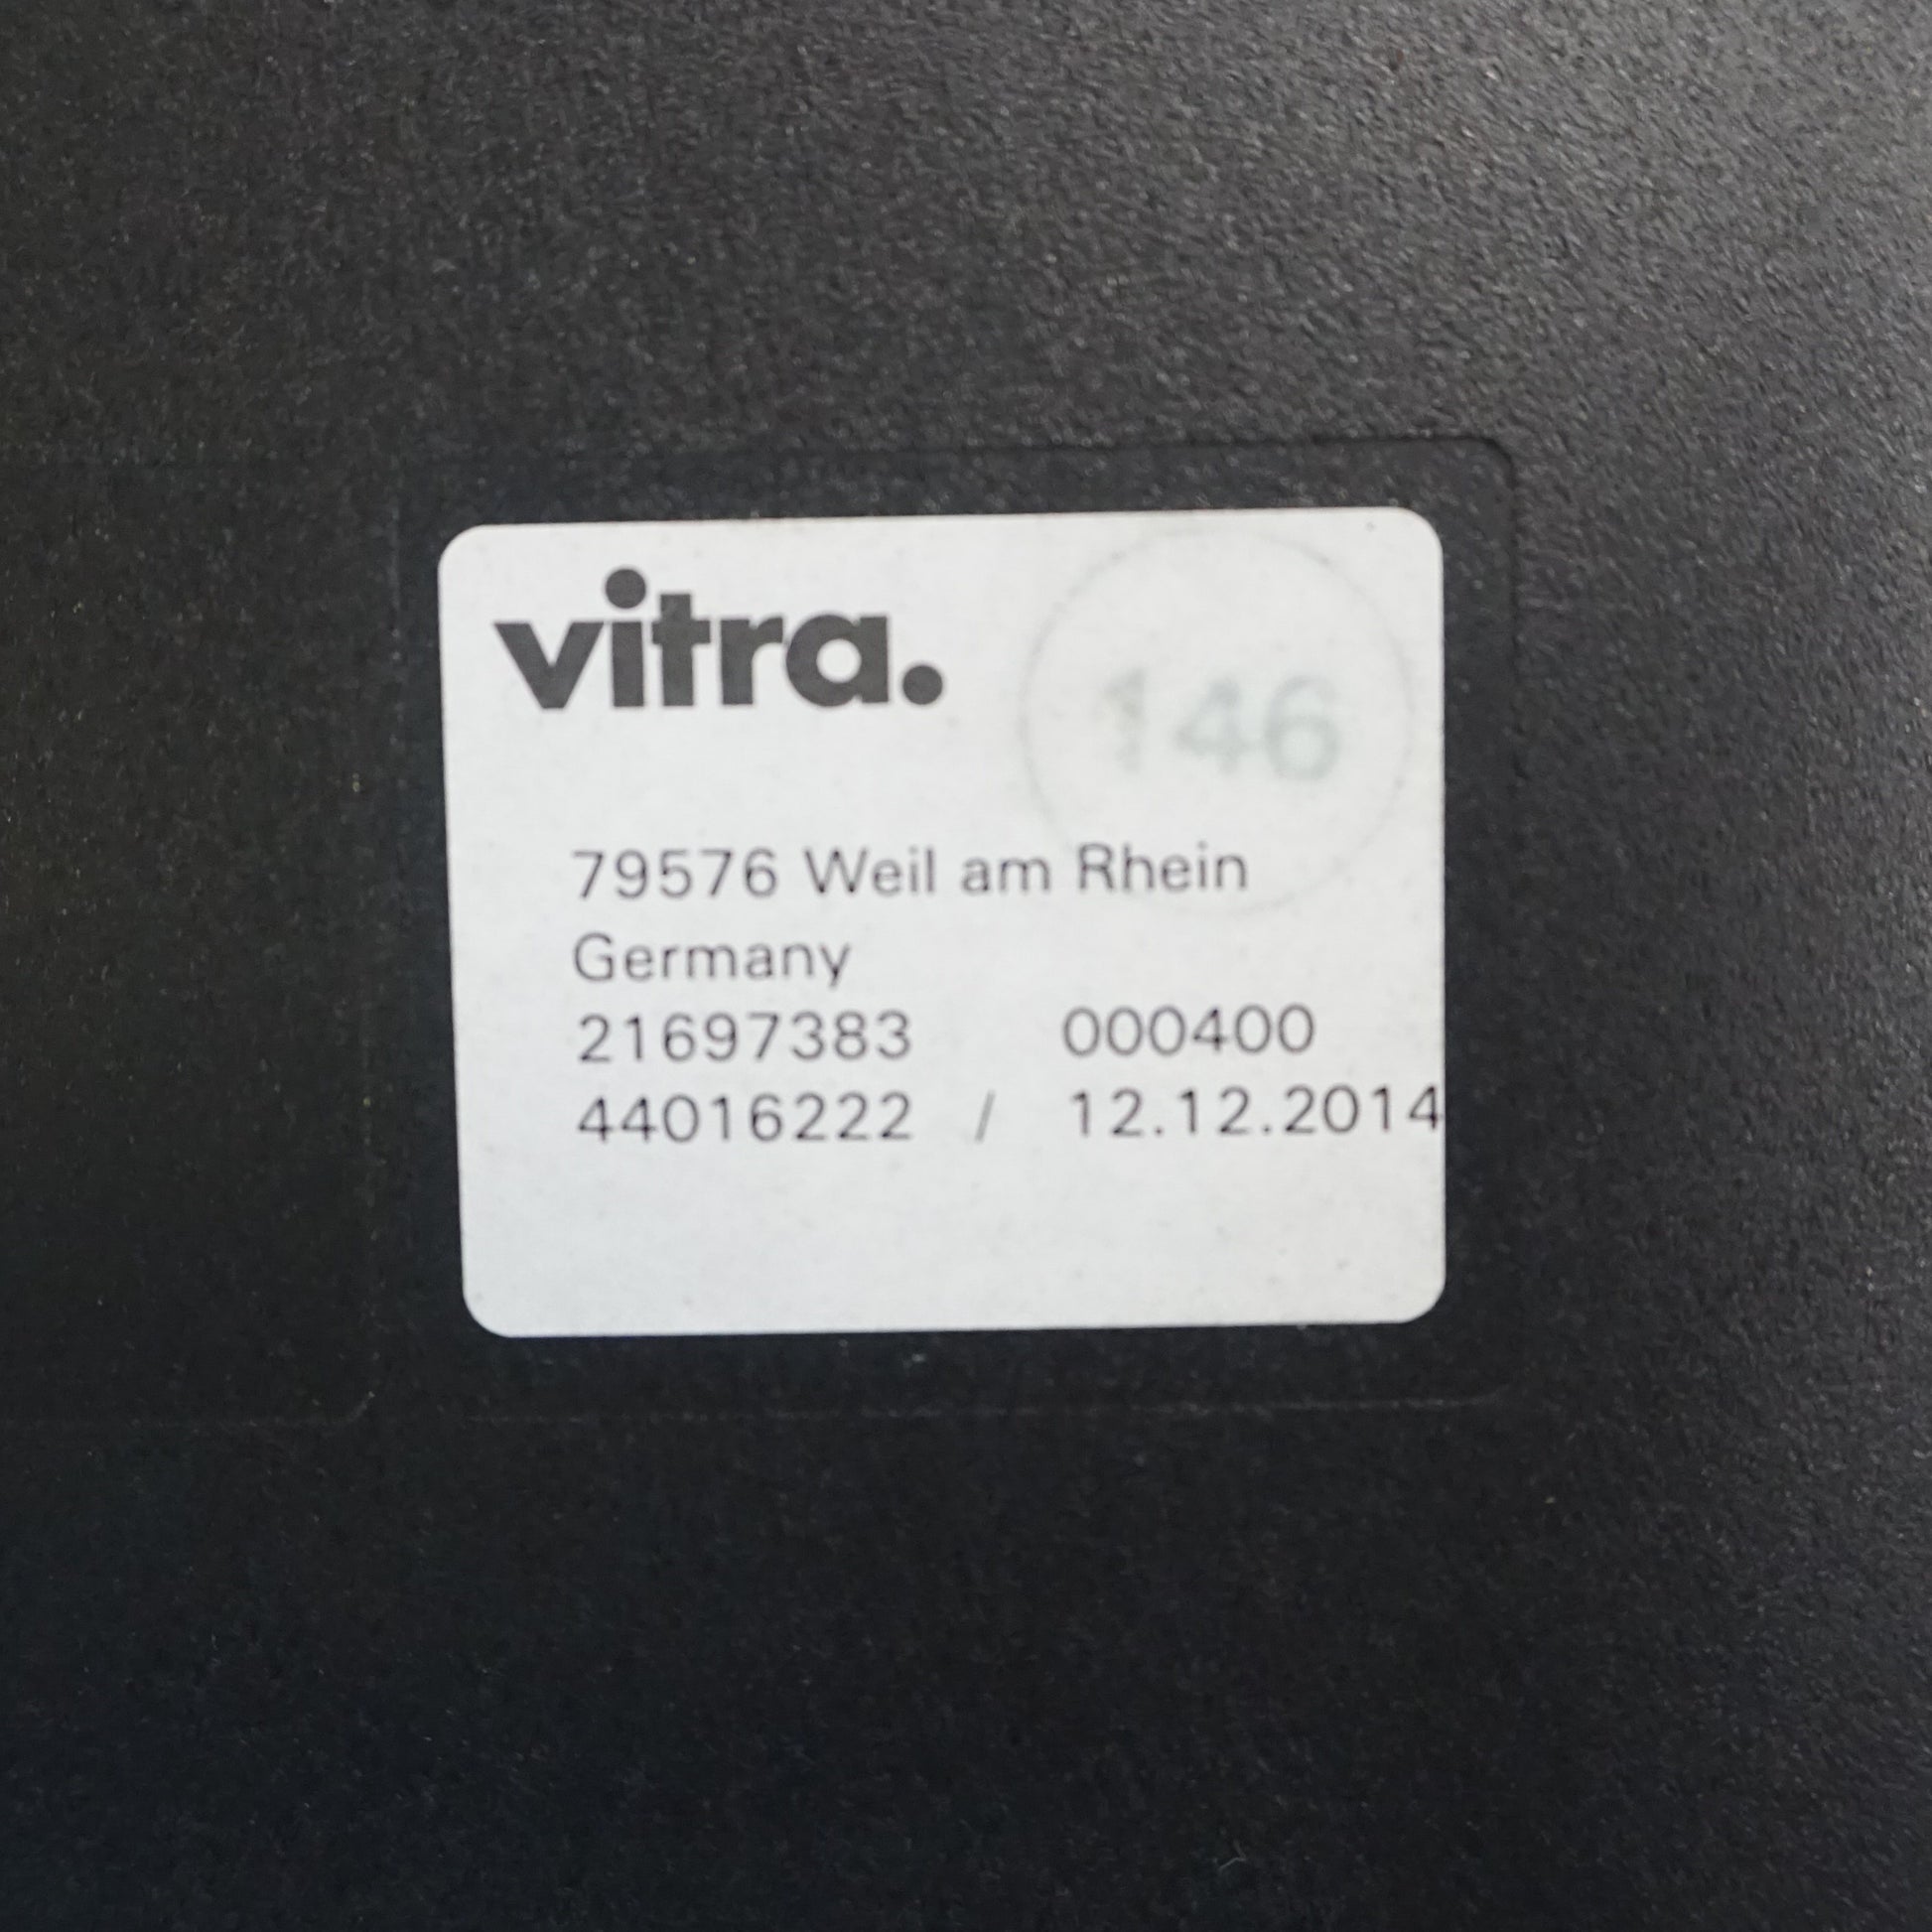 vitra.
146
79576 Weil am Rhein
Germany
21697383 000400
44016222 / 12.12.2014